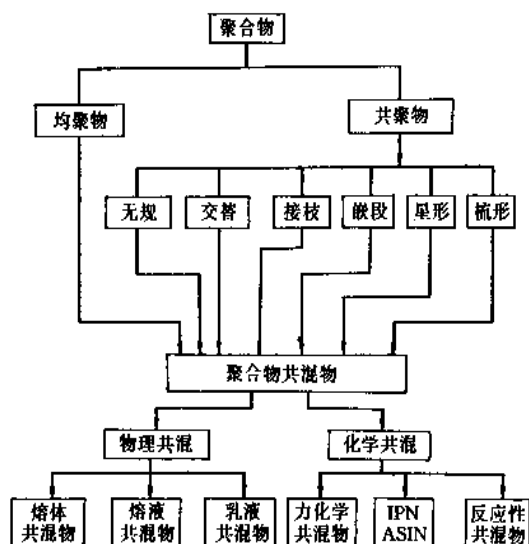 聚合物
均聚物
共聚物
无规
交替
接枝
嵌段
星形
梳形
聚合物共混物
物理共混
化学共混
熔体
共混物
熔液
共混物
乳液
共混物
力化学
共混物
IPN
ASIN
反应性
共混物